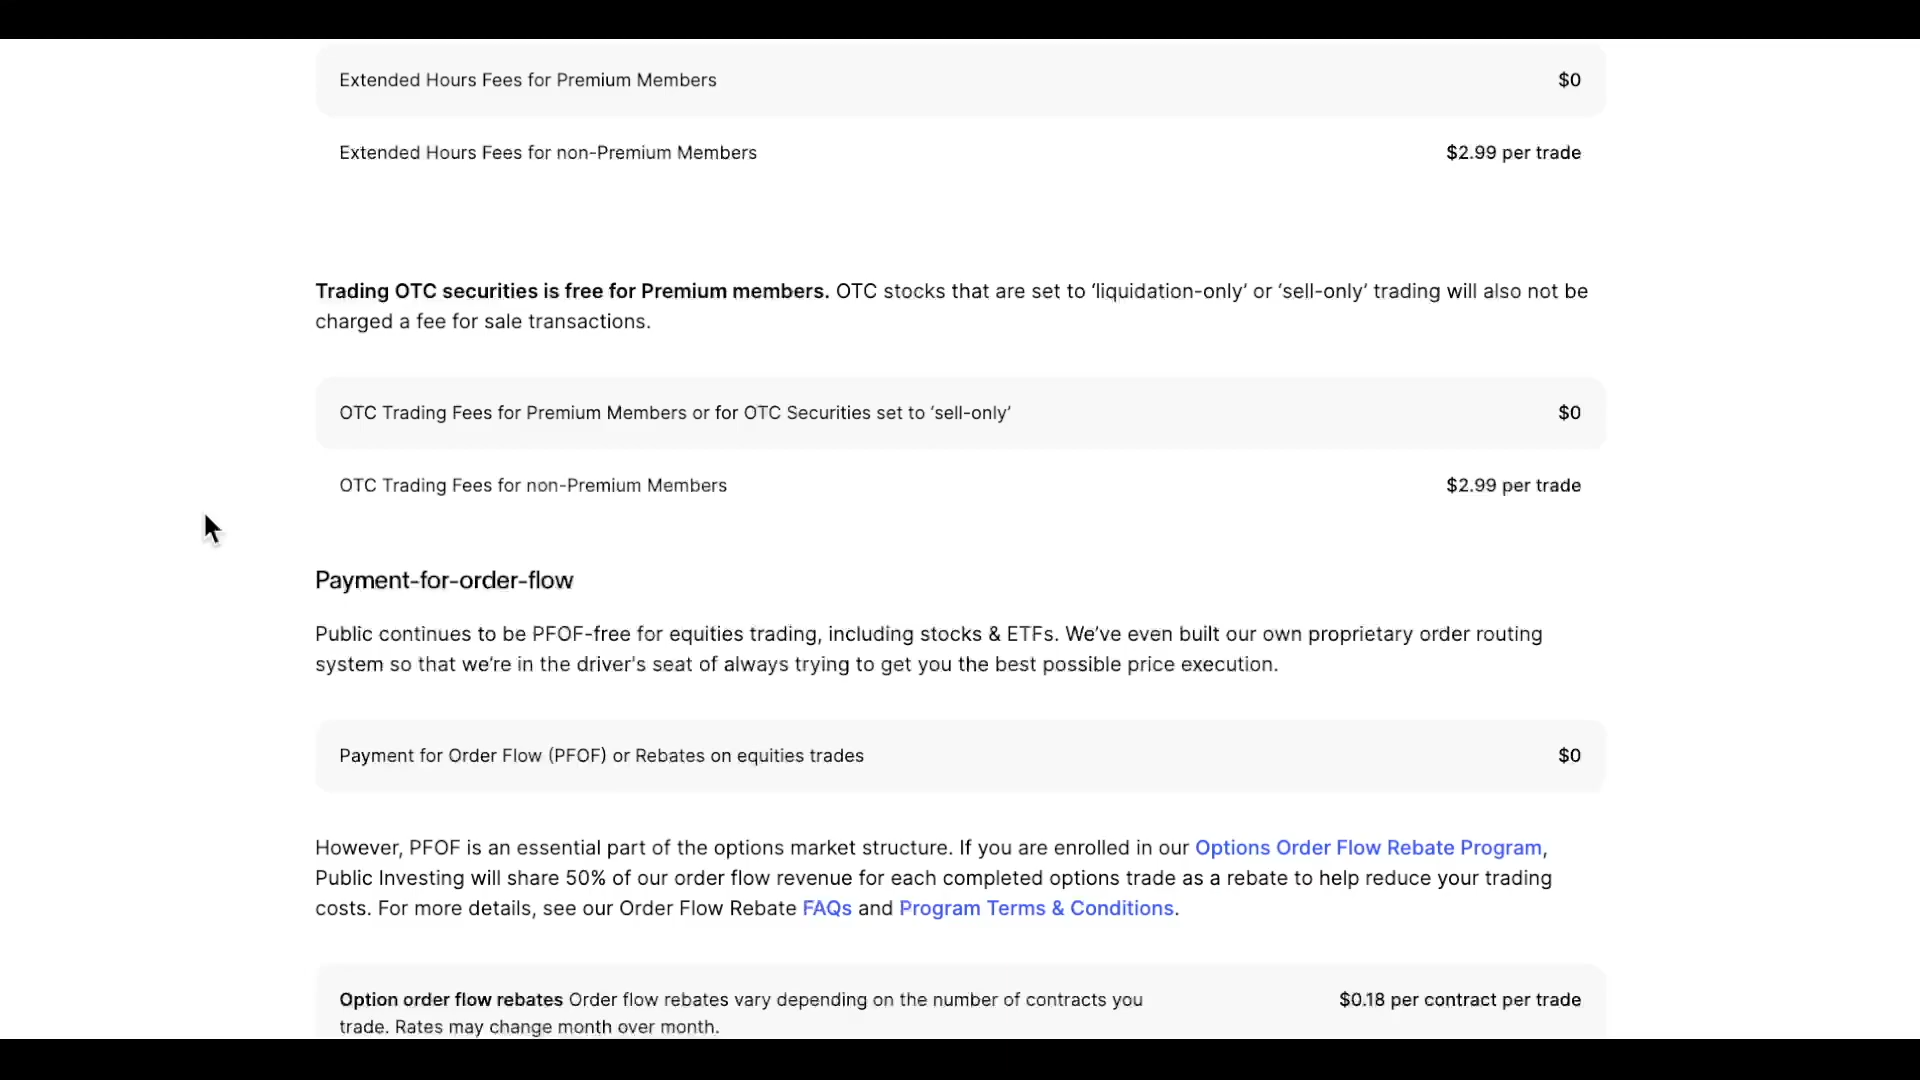 Extended Hours Fees for Premium Members $0
Extended Hours Fees for non-Premium Members $2.99 per trade
Trading OTC securities is free for Premium members. OTC stocks that are set to ‘liquidation-only’ or ‘sell-only’ trading will also not be
charged a fee for sale transactions.
OTC Trading Fees for Premium Members or for OTC Securities set to ‘sell-only’ $0
OTC Trading Fees for non-Premium Members $2.99 per trade
Payment-for-order-flow
Public continues to be PFOF-free for equities trading, including stocks & ETFs. We’ve even built our own proprietary order routing
system so that we’re in the driver's seat of always trying to get you the best possible price execution.
Payment for Order Flow (PFOF) or Rebates on equities trades $0
However, PFOF is an essential part of the options market structure. If you are enrolled in our Options Order Flow Rebate Program,
Public Investing will share 50% of our order flow revenue for each completed options trade as a rebate to help reduce your trading
costs. For more details, see our Order Flow Rebate FAQs and Program Terms & Conditions.
Option order flow rebates Order flow rebates vary depending on the number of contracts you $0.18 per contract per trade
trade. Rates may change month over month.